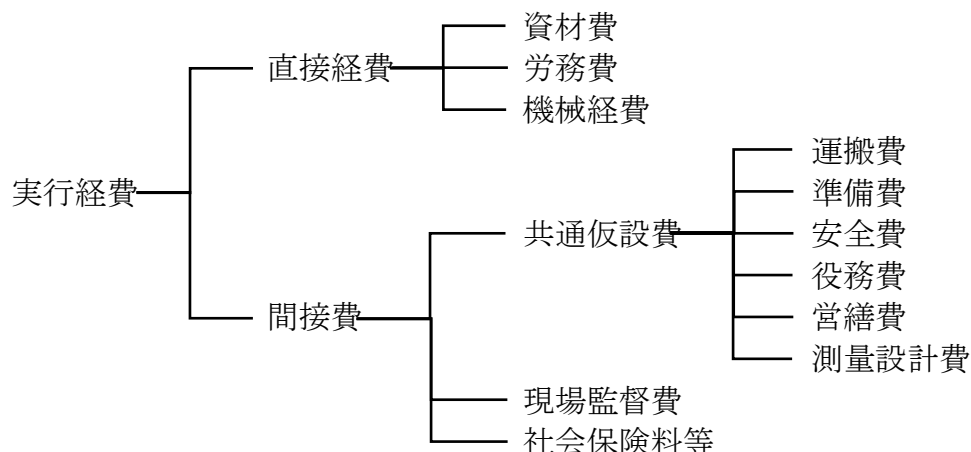 実行経費
直接経費
資材費
労務費
機械経費
間接費
共通仮設費
運搬費
準備費
安全費
役務費
営繕費
測量設計費
現場監督費
社会保険料等